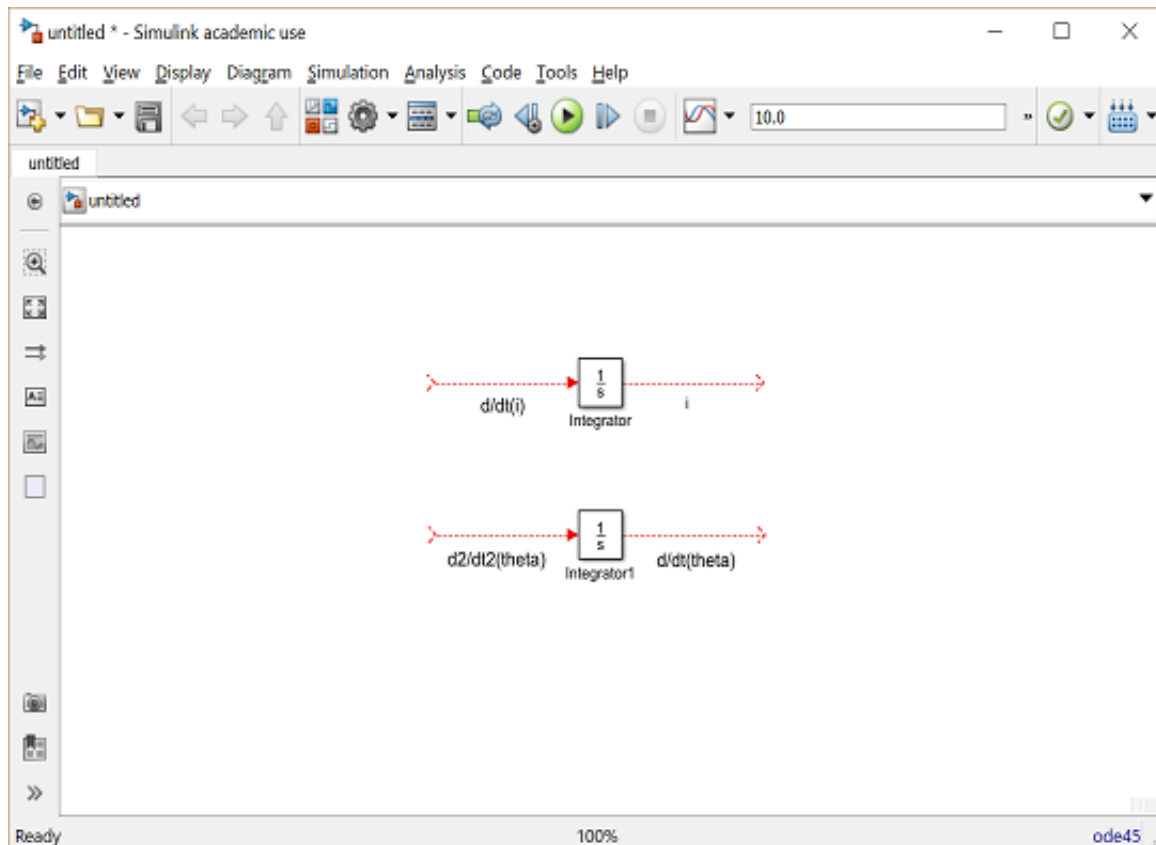 untitled * - Simulink academic use
File Edit View Display Diagram Simulation Analysis Code Tools Help
10.0 »
untitled
untitled
1
s
d/dt(i)
i
Integrator
1
s
d2/dt2(theta)
d/dt(theta)
Integrator1
Ready 100% ode45